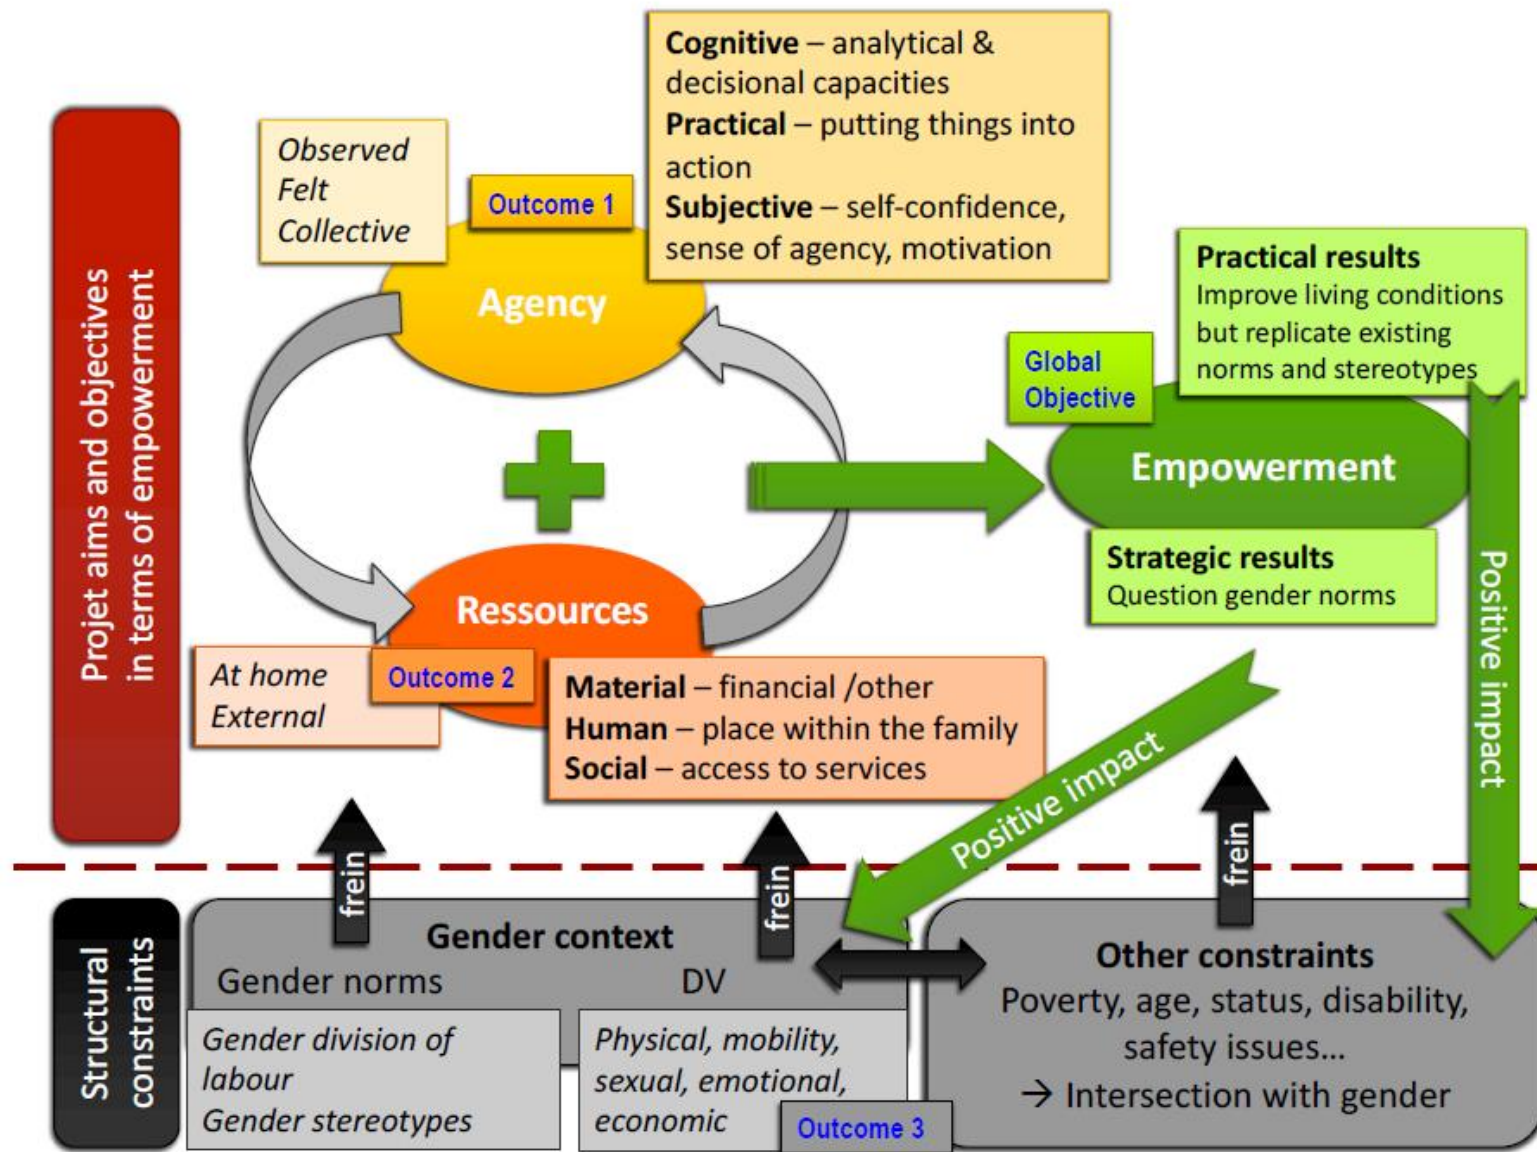 Projet aims and objectives
in terms of empowerment
Observed
Felt
Collective
Outcome 1
Agency
Cognitive – analytical &
decisional capacities
Practical – putting things into
action
Subjective – self-confidence,
sense of agency, motivation
Global
Objective
Practical results
Improve living conditions
but replicate existing
norms and stereotypes
Empowerment
Strategic results
Question gender norms
Ressources
At home
External
Outcome 2
Material – financial /other
Human – place within the family
Social – access to services
Positive impact
Positive impact
frein
frein
frein
Structural
constraints
Gender context
Gender norms
DV
Gender division of
labour
Gender stereotypes
Physical, mobility,
sexual, emotional,
economic
Outcome 3
Other constraints
Poverty, age, status, disability,
safety issues...
→ Intersection with gender